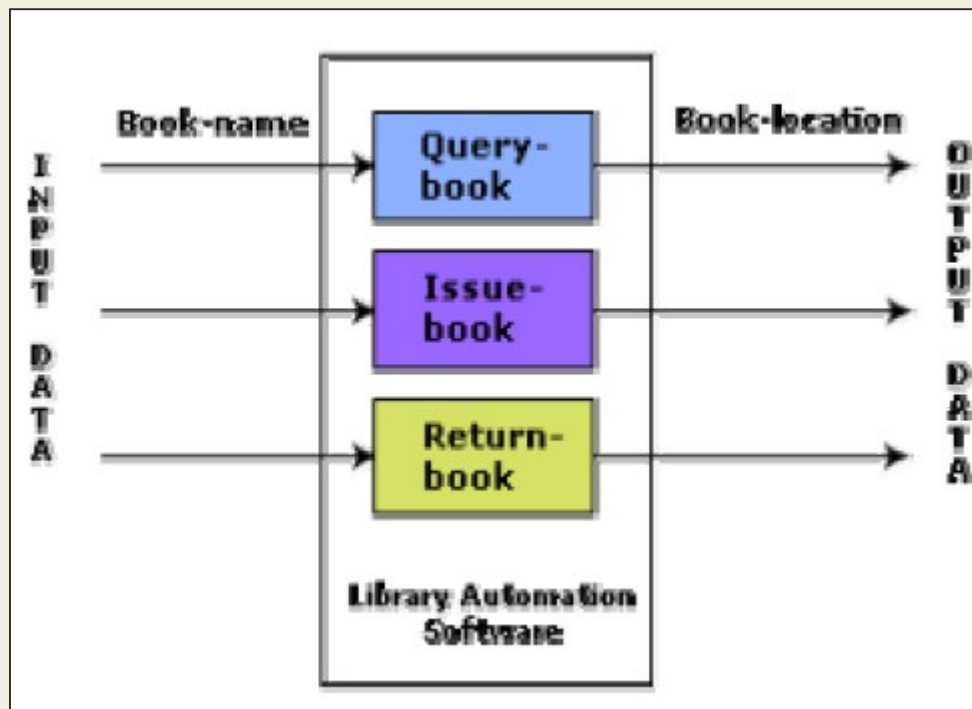 Book-name
Book-location
INPUT DATA
Query-
book
Issue-
book
Return-
book
Library Automation
Software
OUTPUT DATA